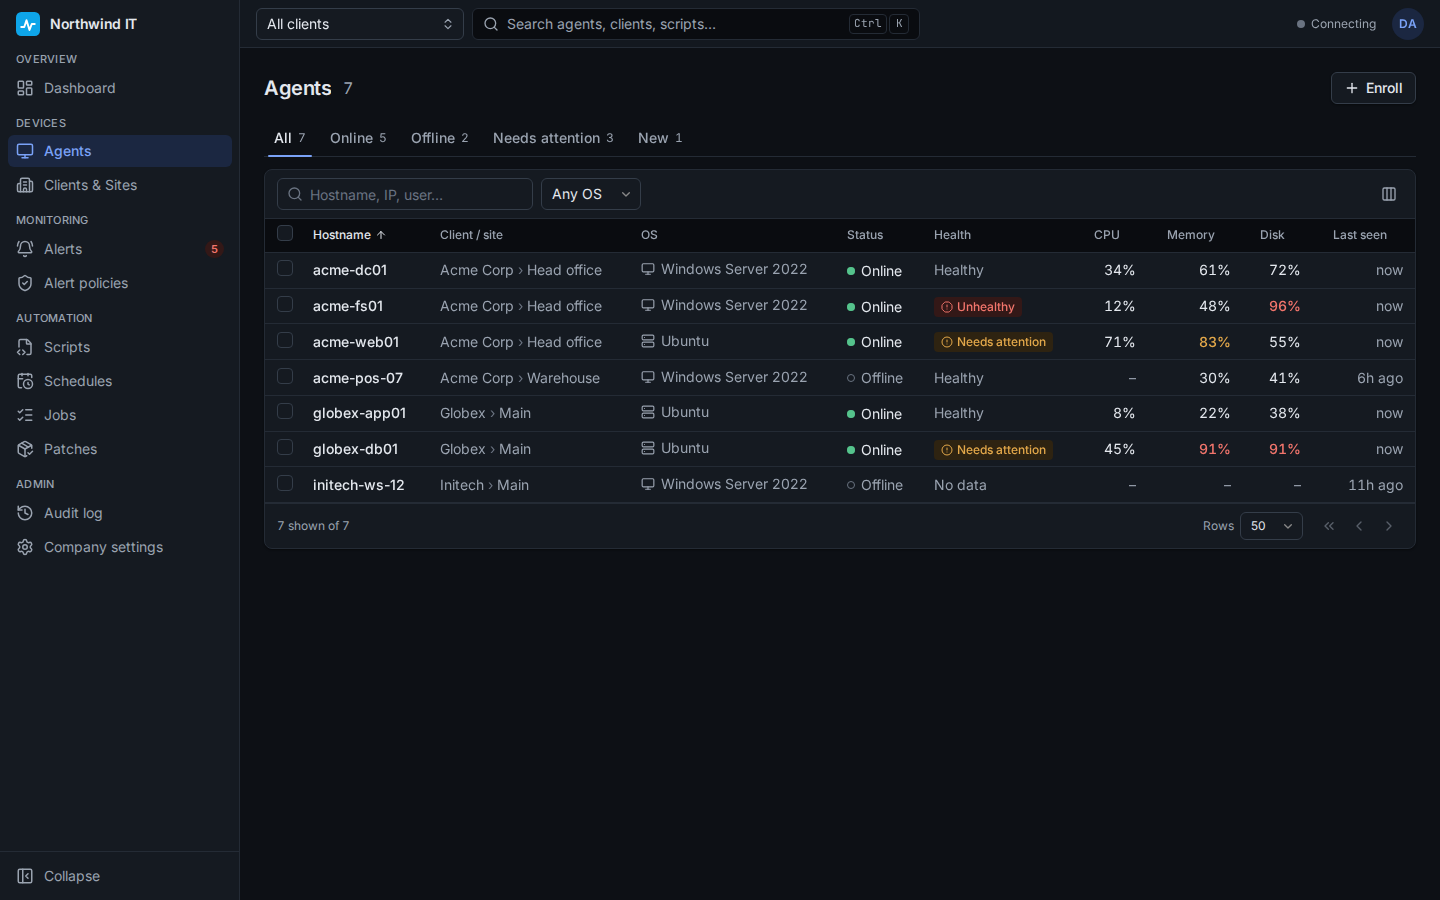 Northwind IT
OVERVIEW
Dashboard
DEVICES
Agents
Clients & Sites
MONITORING
Alerts 5
Alert policies
AUTOMATION
Scripts
Schedules
Jobs
Patches
ADMIN
Audit log
Company settings
Collapse
All clients
Search agents, clients, scripts...
Ctrl K
Connecting
DA
Agents 7
Enroll
All 7 Online 5 Offline 2 Needs attention 3 New 1
Hostname, IP, user... Any OS
Hostname Client / site OS Status Health CPU Memory Disk Last seen
acme-dc01 Acme Corp › Head office Windows Server 2022 Online Healthy 34% 61% 72% now
acme-fs01 Acme Corp › Head office Windows Server 2022 Online Unhealthy 12% 48% 96% now
acme-web01 Acme Corp › Head office Ubuntu Online Needs attention 71% 83% 55% now
acme-pos-07 Acme Corp › Warehouse Windows Server 2022 Offline Healthy – 30% 41% 6h ago
globex-app01 Globex › Main Ubuntu Online Healthy 8% 22% 38% now
globex-db01 Globex › Main Ubuntu Online Needs attention 45% 91% 91% now
initech-ws-12 Initech › Main Windows Server 2022 Offline No data – – – 11h ago
7 shown of 7
Rows 50